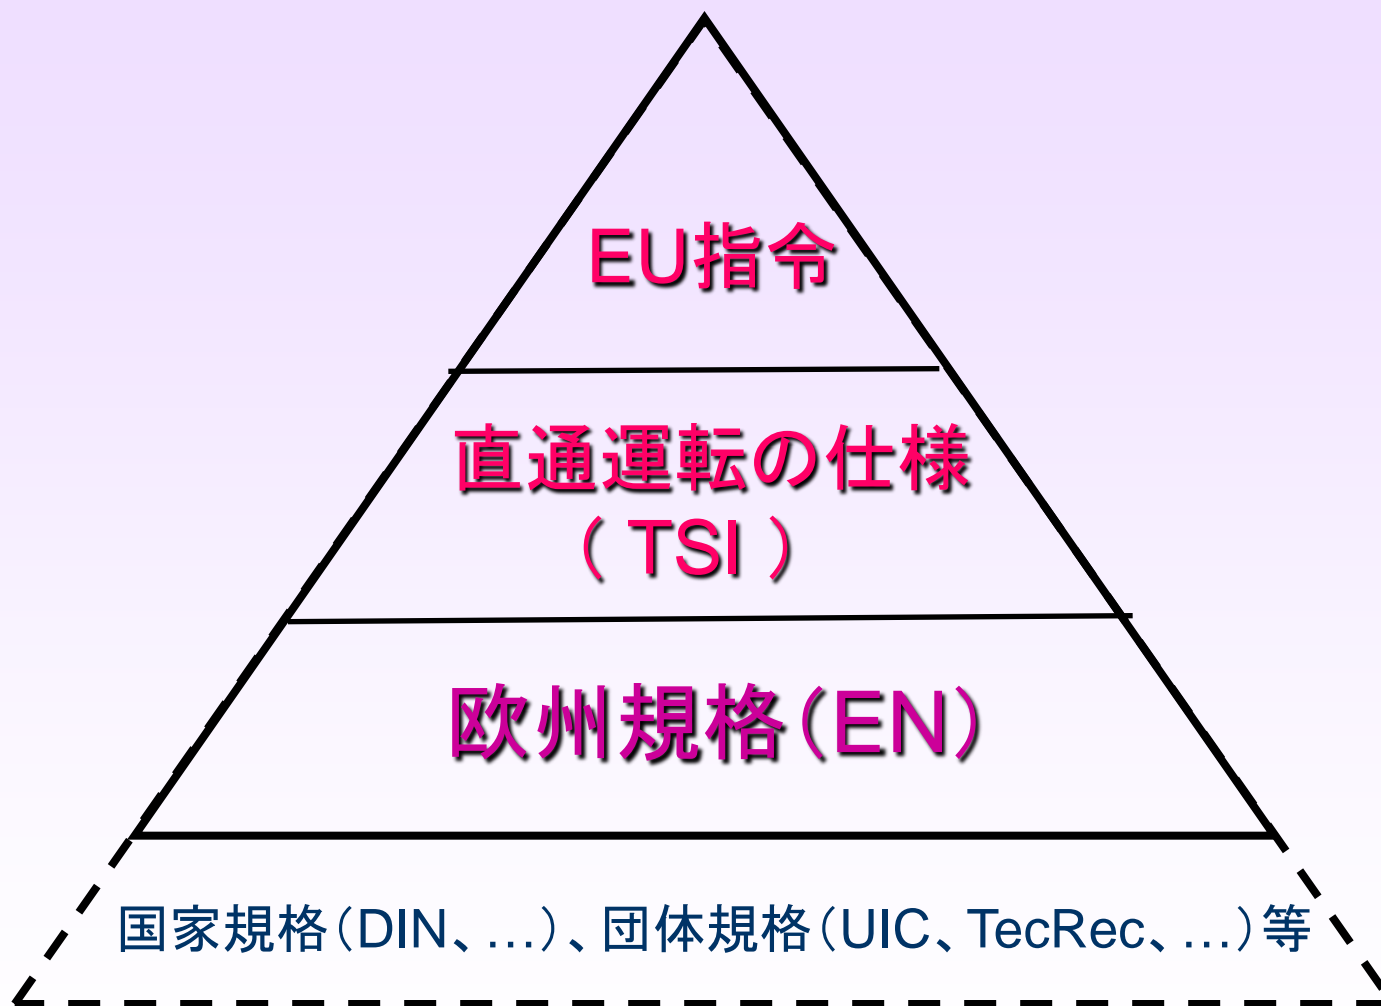 EU指令
直通運転の仕様
（ TSI ）
欧州規格（EN）
国家規格（DIN、…）、団体規格（UIC、TecRec、…）等